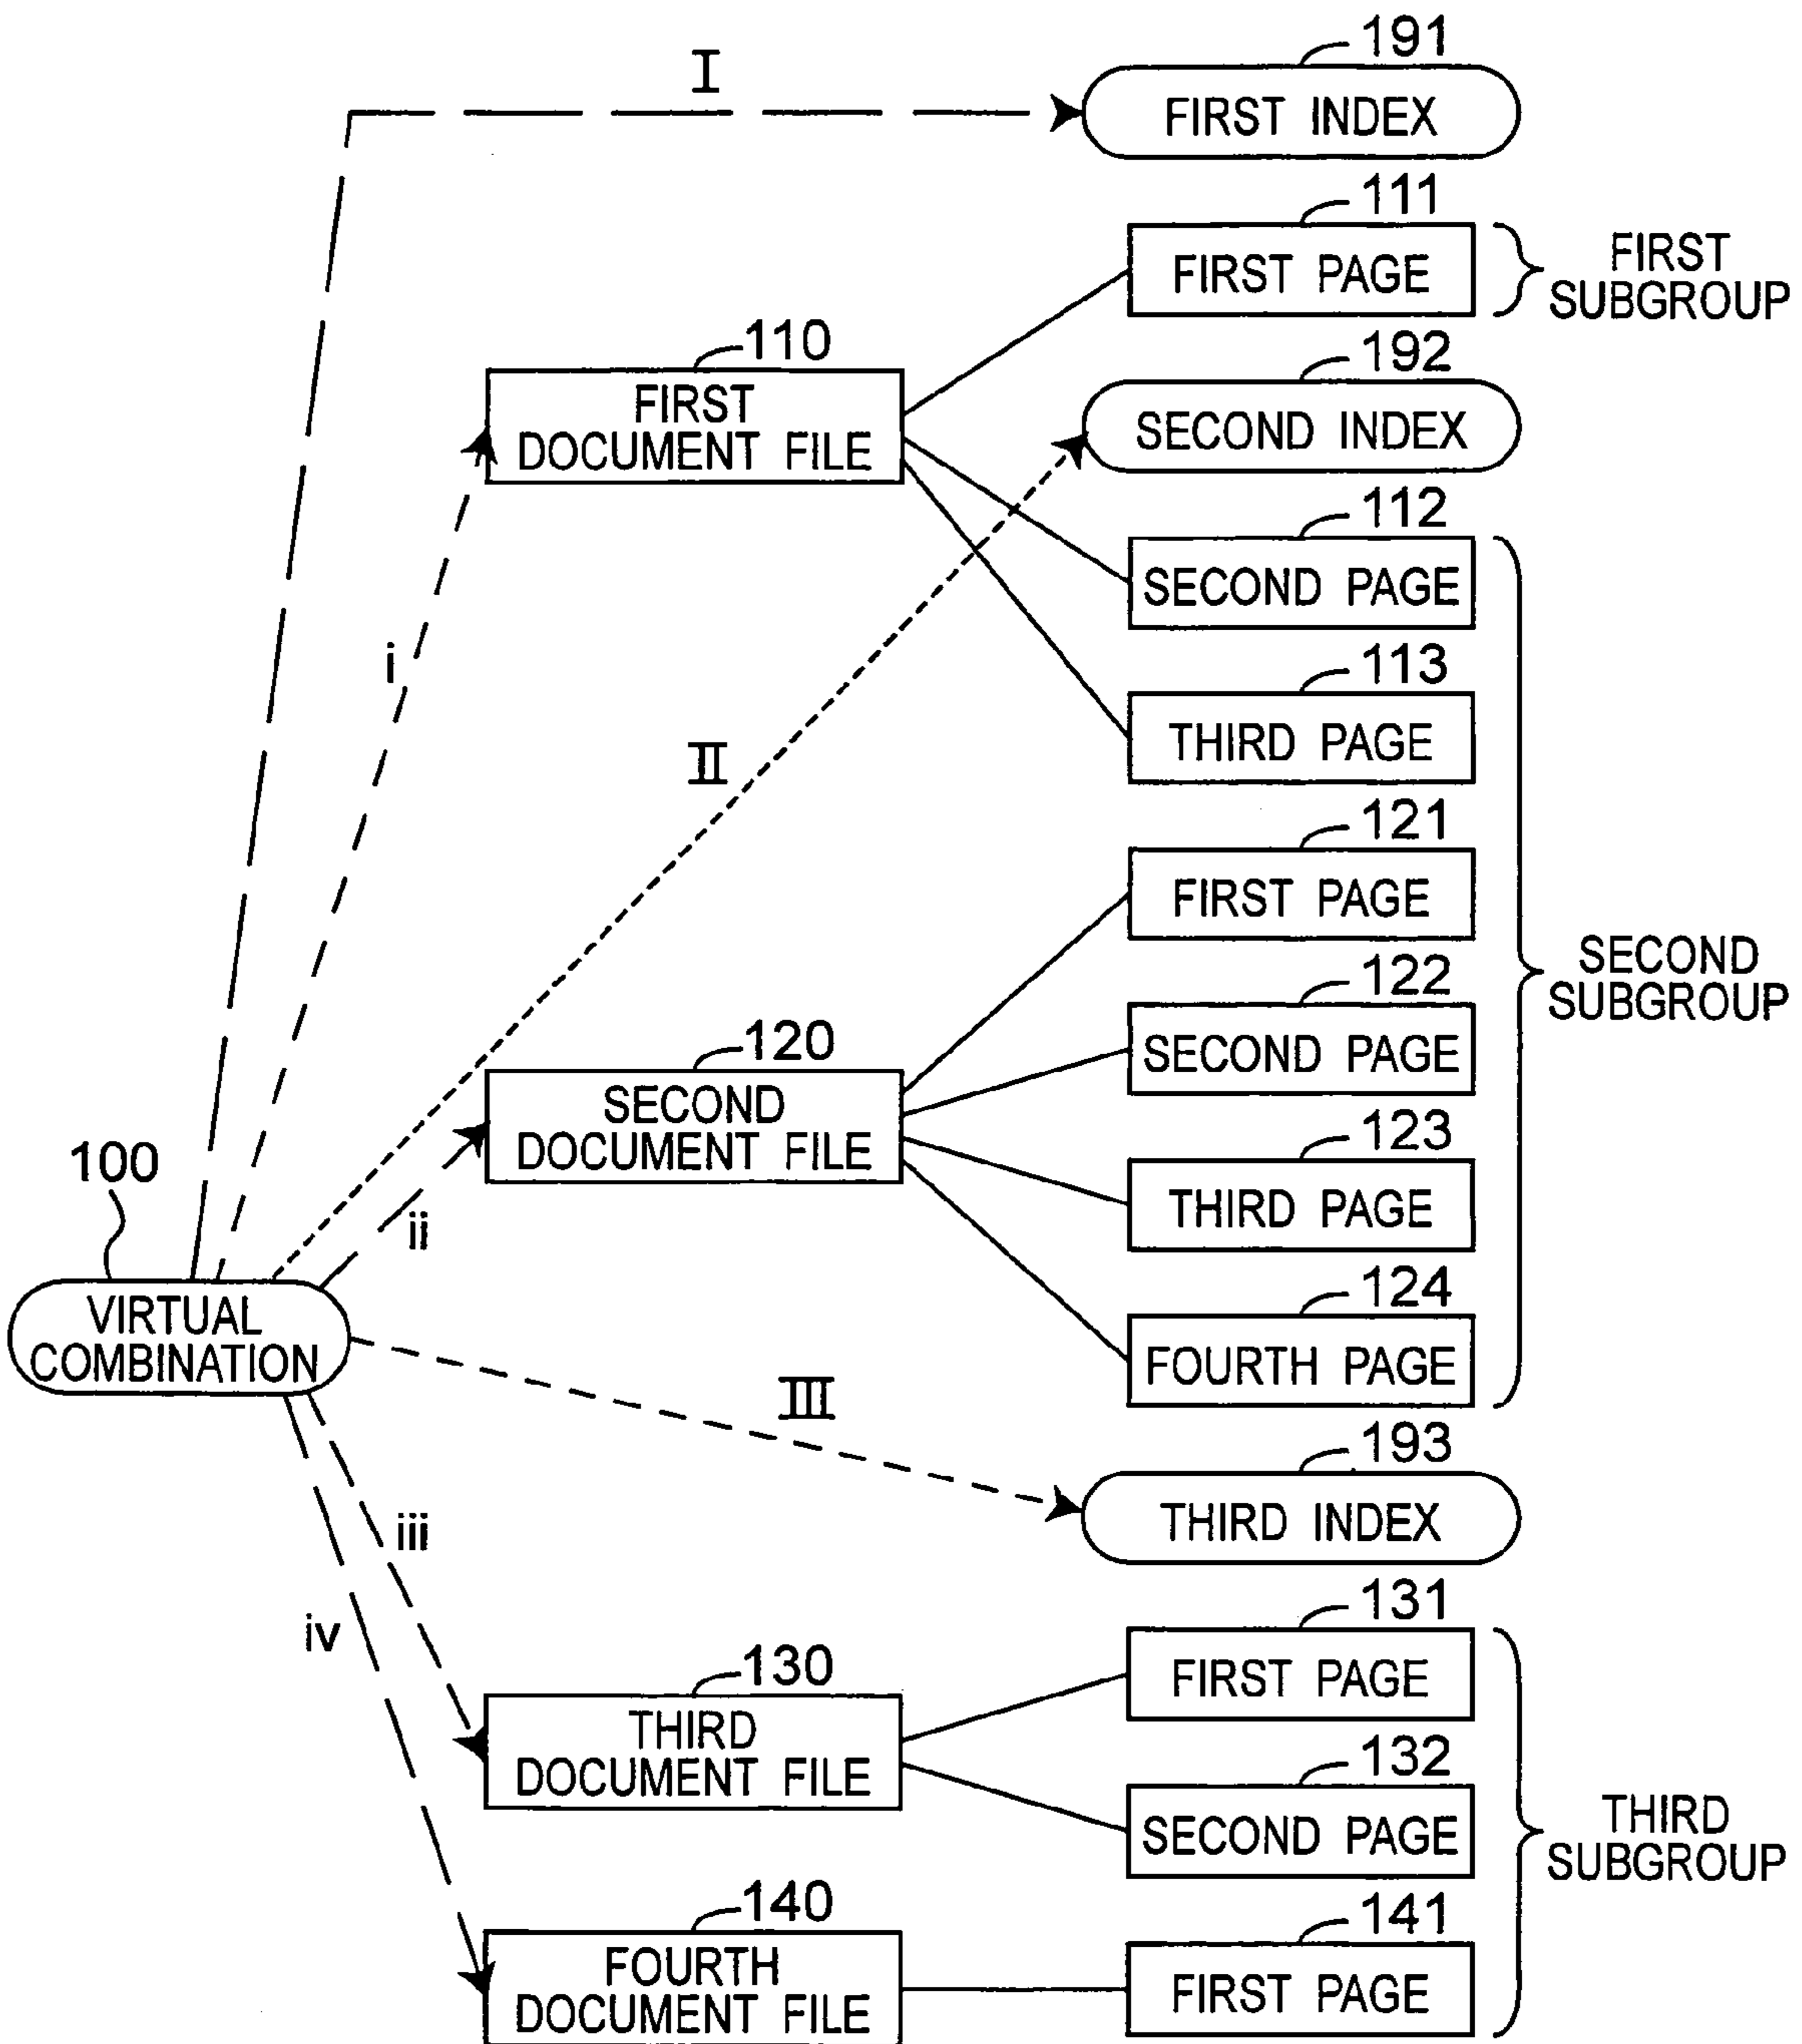 I
191
FIRST INDEX
111
FIRST PAGE
FIRST
SUBGROUP
110
FIRST
DOCUMENT FILE
192
SECOND INDEX
112
SECOND PAGE
i
113
THIRD PAGE
II
121
FIRST PAGE
SECOND
SUBGROUP
122
SECOND PAGE
120
SECOND
DOCUMENT FILE
123
THIRD PAGE
100
ii
VIRTUAL
COMBINATION
124
FOURTH PAGE
III
193
THIRD INDEX
iii
iv
131
FIRST PAGE
130
THIRD
DOCUMENT FILE
132
SECOND PAGE
THIRD
SUBGROUP
140
FOURTH
DOCUMENT FILE
141
FIRST PAGE